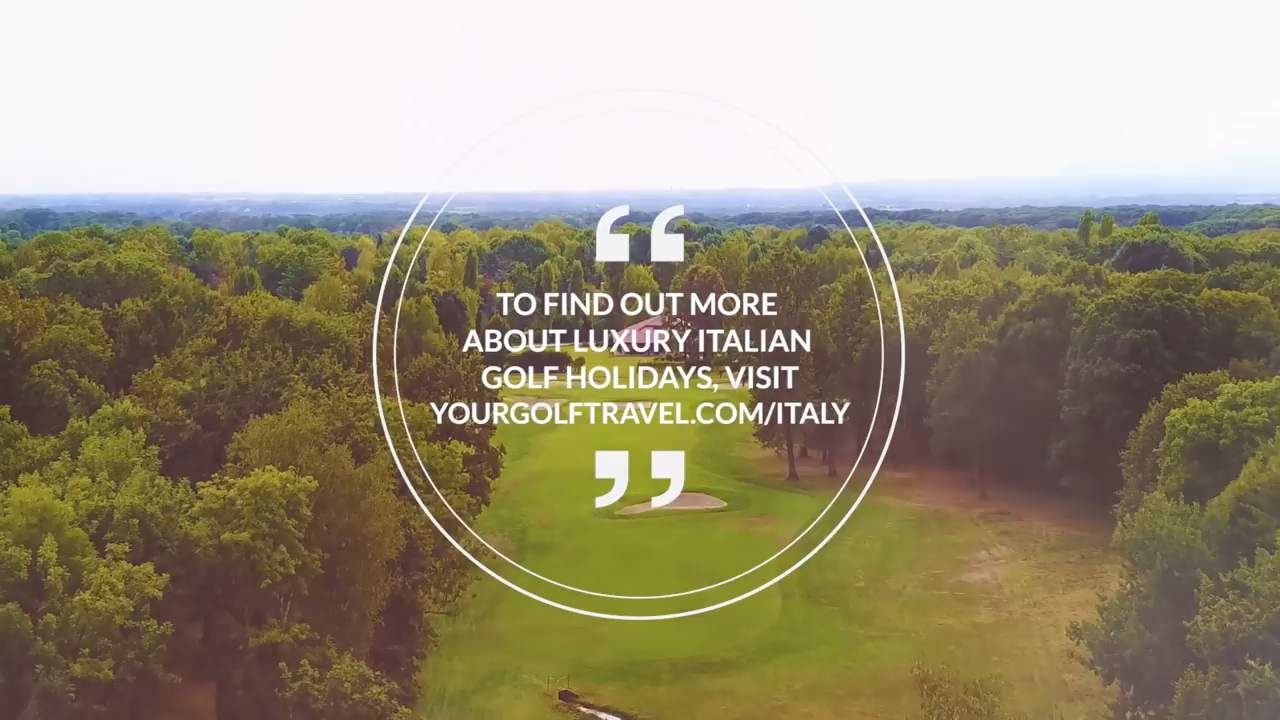 “
TO FIND OUT MORE
ABOUT LUXURY ITALIAN
GOLF HOLIDAYS, VISIT
YOURGOLFTRAVEL.COM/ITALY
”